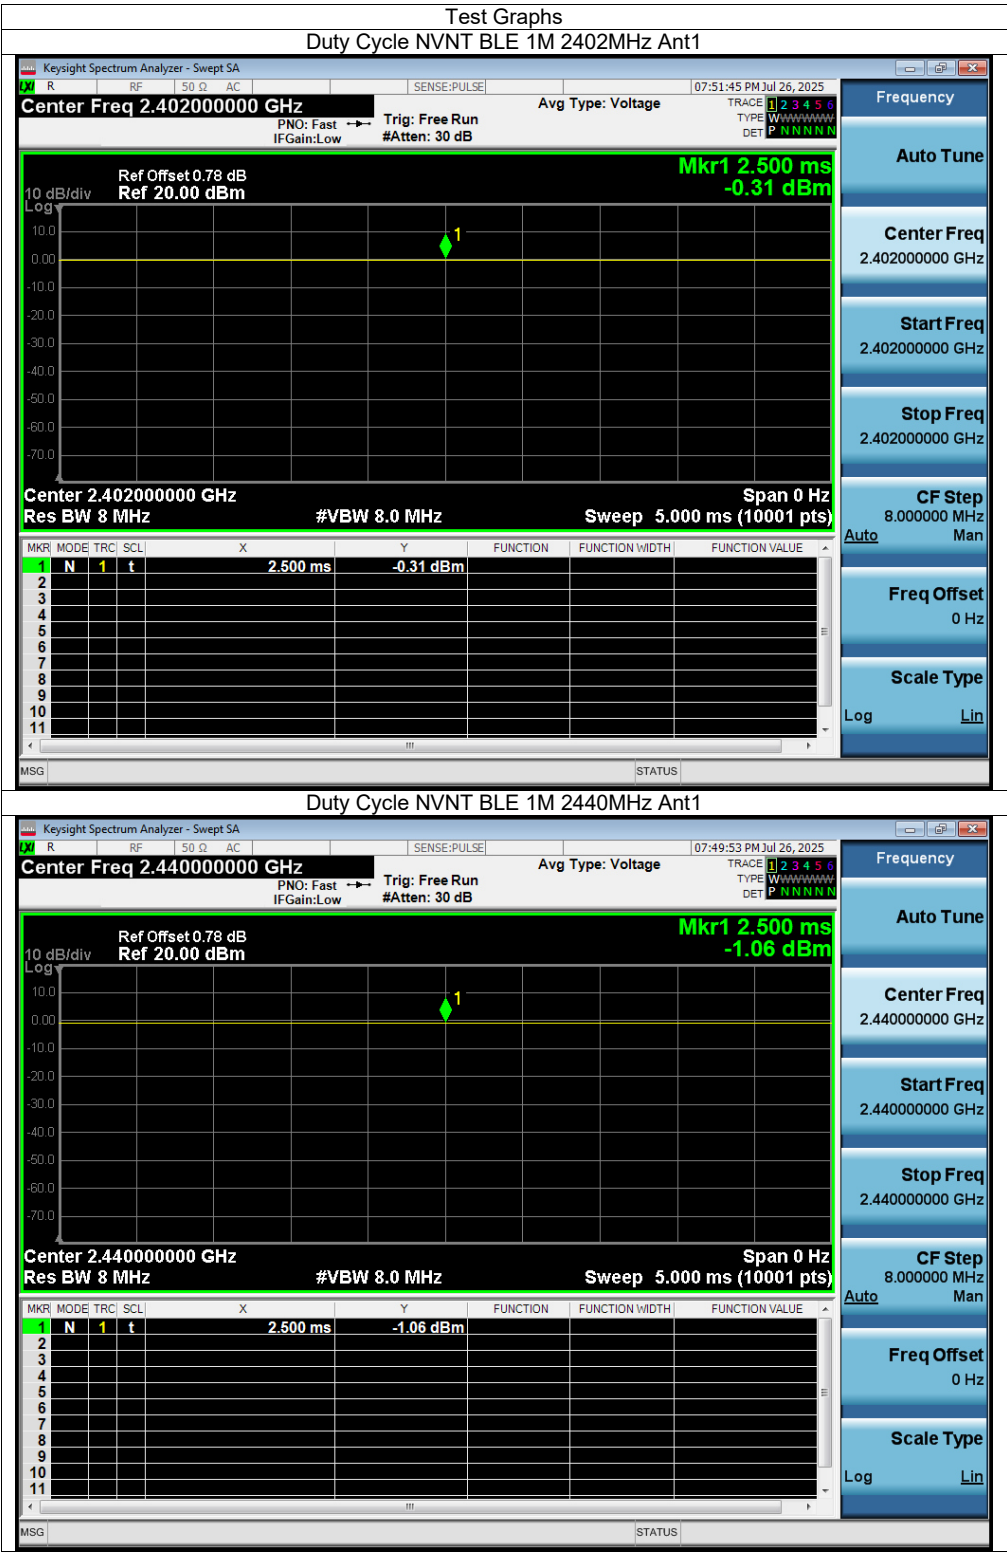 Test Graphs
Duty Cycle NVNT BLE 1M 2402MHz Ant1
Keysight Spectrum Analyzer - Swept SA
LXI R RF 50 Ω AC SENSE:PULSE 07:51:45 PM Jul 26, 2025
Center Freq 2.402000000 GHz
PNO: Fast
IFGain:Low
Trig: Free Run
#Atten: 30 dB
Avg Type: Voltage
TRACE 1 2 3 4 5 6
TYPE WWWWWW
DET P N N N N N
Frequency
Mkr1 2.500 ms
-0.31 dBm
Ref Offset 0.78 dB
10 dB/div Ref 20.00 dBm
Log
10.0
0.00
-10.0
-20.0
-30.0
-40.0
-50.0
-60.0
-70.0
1
Center 2.402000000 GHz Span 0 Hz
Res BW 8 MHz #VBW 8.0 MHz Sweep 5.000 ms (10001 pts)
MKR MODE TRC SCL X Y FUNCTION FUNCTION WIDTH FUNCTION VALUE
1 N 1 t 2.500 ms -0.31 dBm
2
3
4
5
6
7
8
9
10
11
MSG STATUS
Auto Tune
Center Freq
2.402000000 GHz
Start Freq
2.402000000 GHz
Stop Freq
2.402000000 GHz
CF Step
8.000000 MHz
Auto Man
Freq Offset
0 Hz
Scale Type
Log Lin
Duty Cycle NVNT BLE 1M 2440MHz Ant1
Keysight Spectrum Analyzer - Swept SA
LXI R RF 50 Ω AC SENSE:PULSE 07:49:53 PM Jul 26, 2025
Center Freq 2.440000000 GHz
PNO: Fast
IFGain:Low
Trig: Free Run
#Atten: 30 dB
Avg Type: Voltage
TRACE 1 2 3 4 5 6
TYPE WWWWWW
DET P N N N N N
Frequency
Mkr1 2.500 ms
-1.06 dBm
Ref Offset 0.78 dB
10 dB/div Ref 20.00 dBm
Log
10.0
0.00
-10.0
-20.0
-30.0
-40.0
-50.0
-60.0
-70.0
1
Center 2.440000000 GHz Span 0 Hz
Res BW 8 MHz #VBW 8.0 MHz Sweep 5.000 ms (10001 pts)
MKR MODE TRC SCL X Y FUNCTION FUNCTION WIDTH FUNCTION VALUE
1 N 1 t 2.500 ms -1.06 dBm
2
3
4
5
6
7
8
9
10
11
MSG STATUS
Auto Tune
Center Freq
2.440000000 GHz
Start Freq
2.440000000 GHz
Stop Freq
2.440000000 GHz
CF Step
8.000000 MHz
Auto Man
Freq Offset
0 Hz
Scale Type
Log Lin